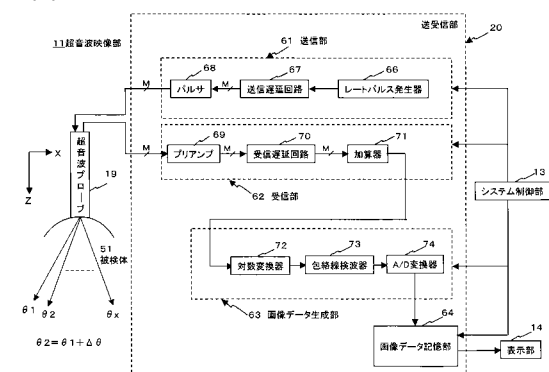 送受信部
20
11超音波映像部
61 送信部
68
67
66
M
M
パルサ
送信遅延回路
レートパルス発生器
69
70
71
M
M
M
プリアンプ
受信遅延回路
加算器
62 受信部
超音波プローブ
X
Z
19
13
システム制御部
51
被検体
72
73
74
対数変換器
包絡線検波器
A/D変換器
63 画像データ生成部
64
14
画像データ記憶部
表示部
θ1
θ2
θx
θ2=θ1+Δθ